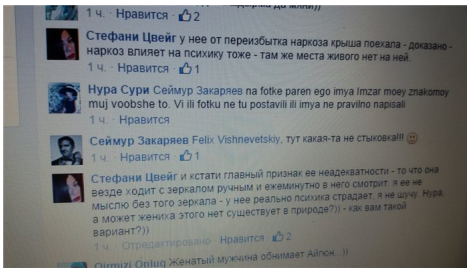 1 ч. · Нравится · 2
Стефани Цвейг у нее от переизбытка наркоза крыша поехала - доказано -
наркоз влияет на психику тоже - там же места живого нет на ней.
1 ч. · Нравится · 1
Нура Сури Сеймур Закаряев na fotke paren ego imya Imzar moey znakomoy
muj voobshe to. Vi ili fotku ne tu postavili ili imya ne pravilno napisali
1 ч. · Нравится
Сеймур Закаряев Felix Vishnevetskiy, тут какая-та не стыковка!!!
1 ч. · Нравится · 1
Стефани Цвейг и кстати главный признак ее неадекватности - то что она
везде ходит с зеркалом ручным и ежеминутно в него смотрит. я ее не
мыслю без того зеркала - у нее реально психика страдает. я не шучу. Нура,
а может жениха этого нет существует в природе?)) - как вам такой
вариант?))
1 ч. · Отредактировано · Нравится · 2
Qirmizi Onluq Женатый мужчина обнимает Айгюн...))